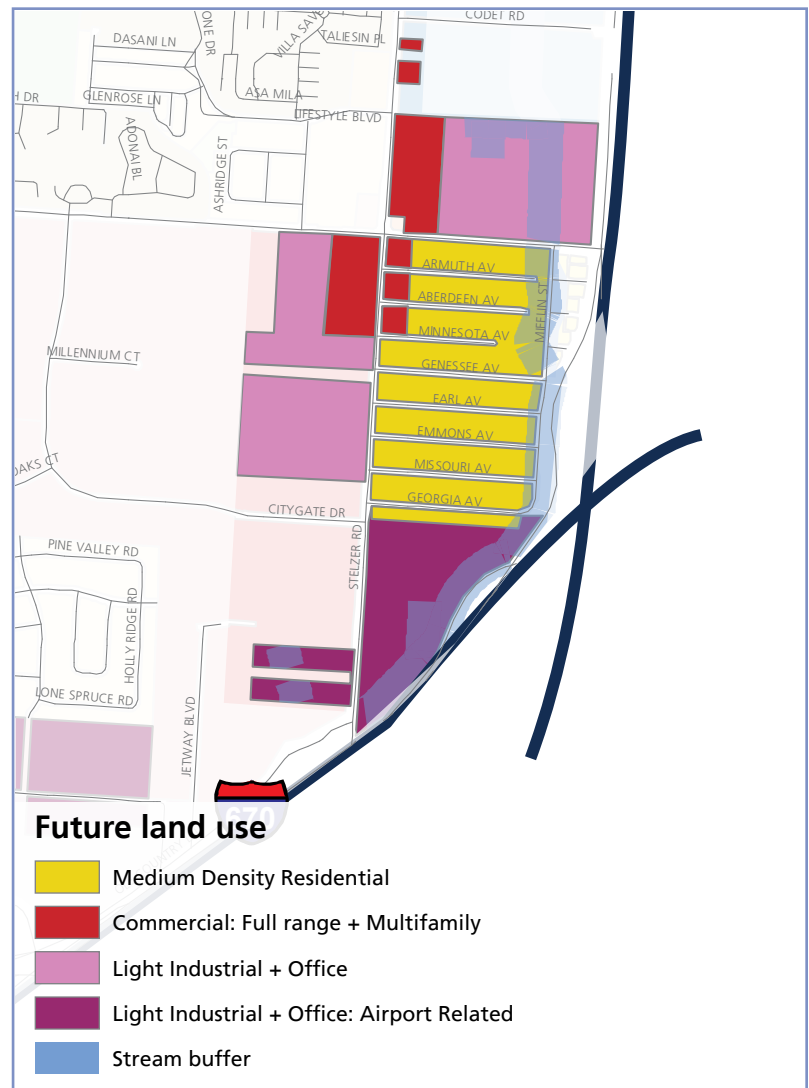 CODET RD
TALIESIN PL
DASANI LN
GLENROSE LN
ASA MILA
LIFESTYLE BLVD
ADONAI BL
ASHRIDGE ST
ARMUTH AV
ABERDEEN AV
MIFFLIN ST
MINNESOTA AV
MILLENNIUM CT
GENESSEE AV
EARL AV
EMMONS AV
OAKS CT
MISSOURI AV
GEORGIA AV
CITYGATE DR
STELZER RD
PINE VALLEY RD
HOLLY RIDGE RD
LONE SPRUCE RD
JETWAY BLVD
670
Future land use
Medium Density Residential
Commercial: Full range + Multifamily
Light Industrial + Office
Light Industrial + Office: Airport Related
Stream buffer